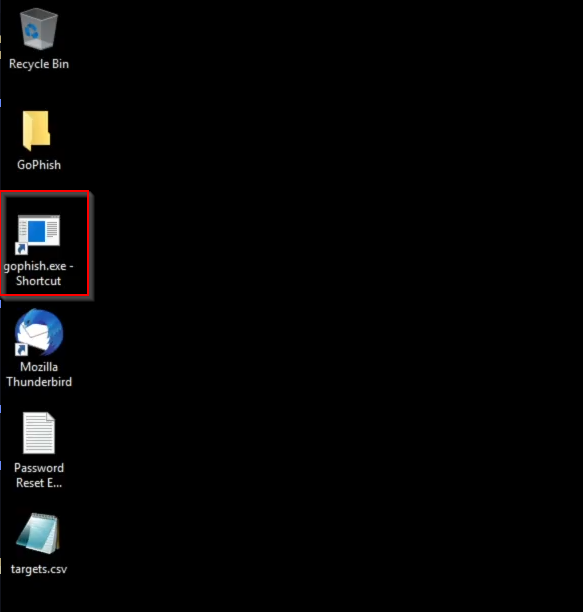 Recycle Bin
GoPhish
gophish.exe -
Shortcut
Mozilla
Thunderbird
Password
Reset E...
targets.csv